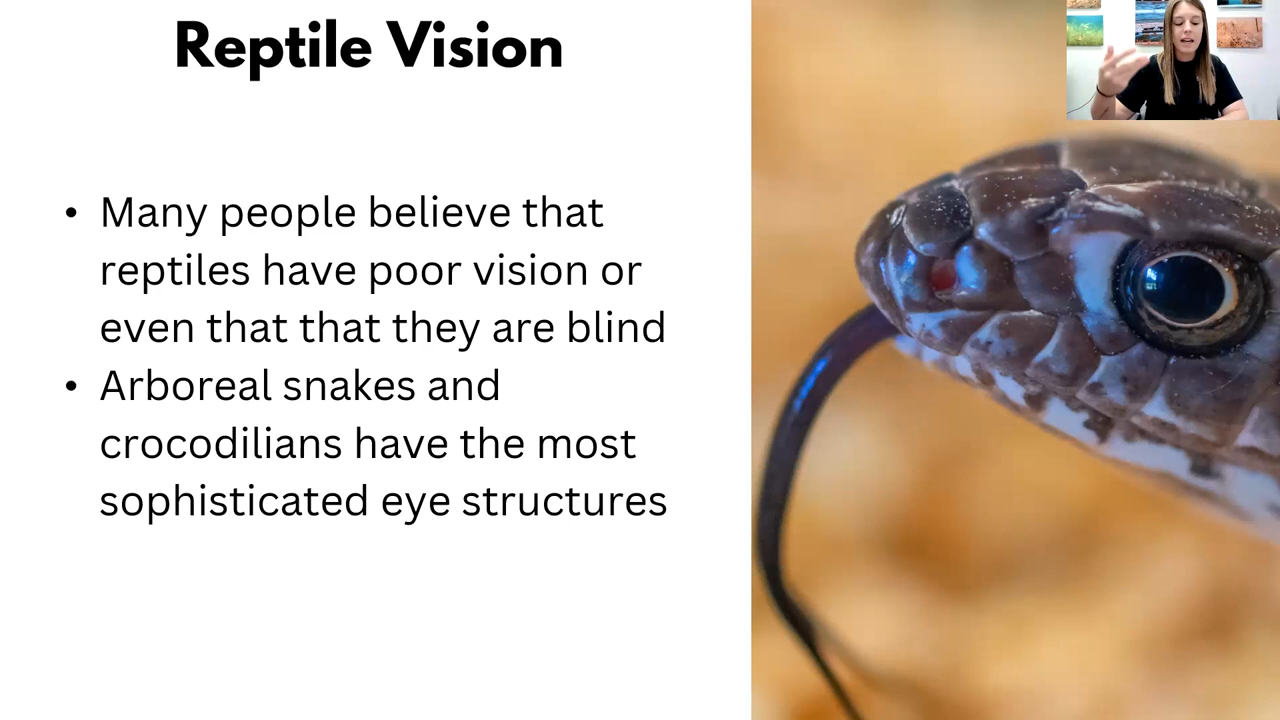 Reptile Vision
• Many people believe that
reptiles have poor vision or
even that that they are blind
• Arboreal snakes and
crocodilians have the most
sophisticated eye structures